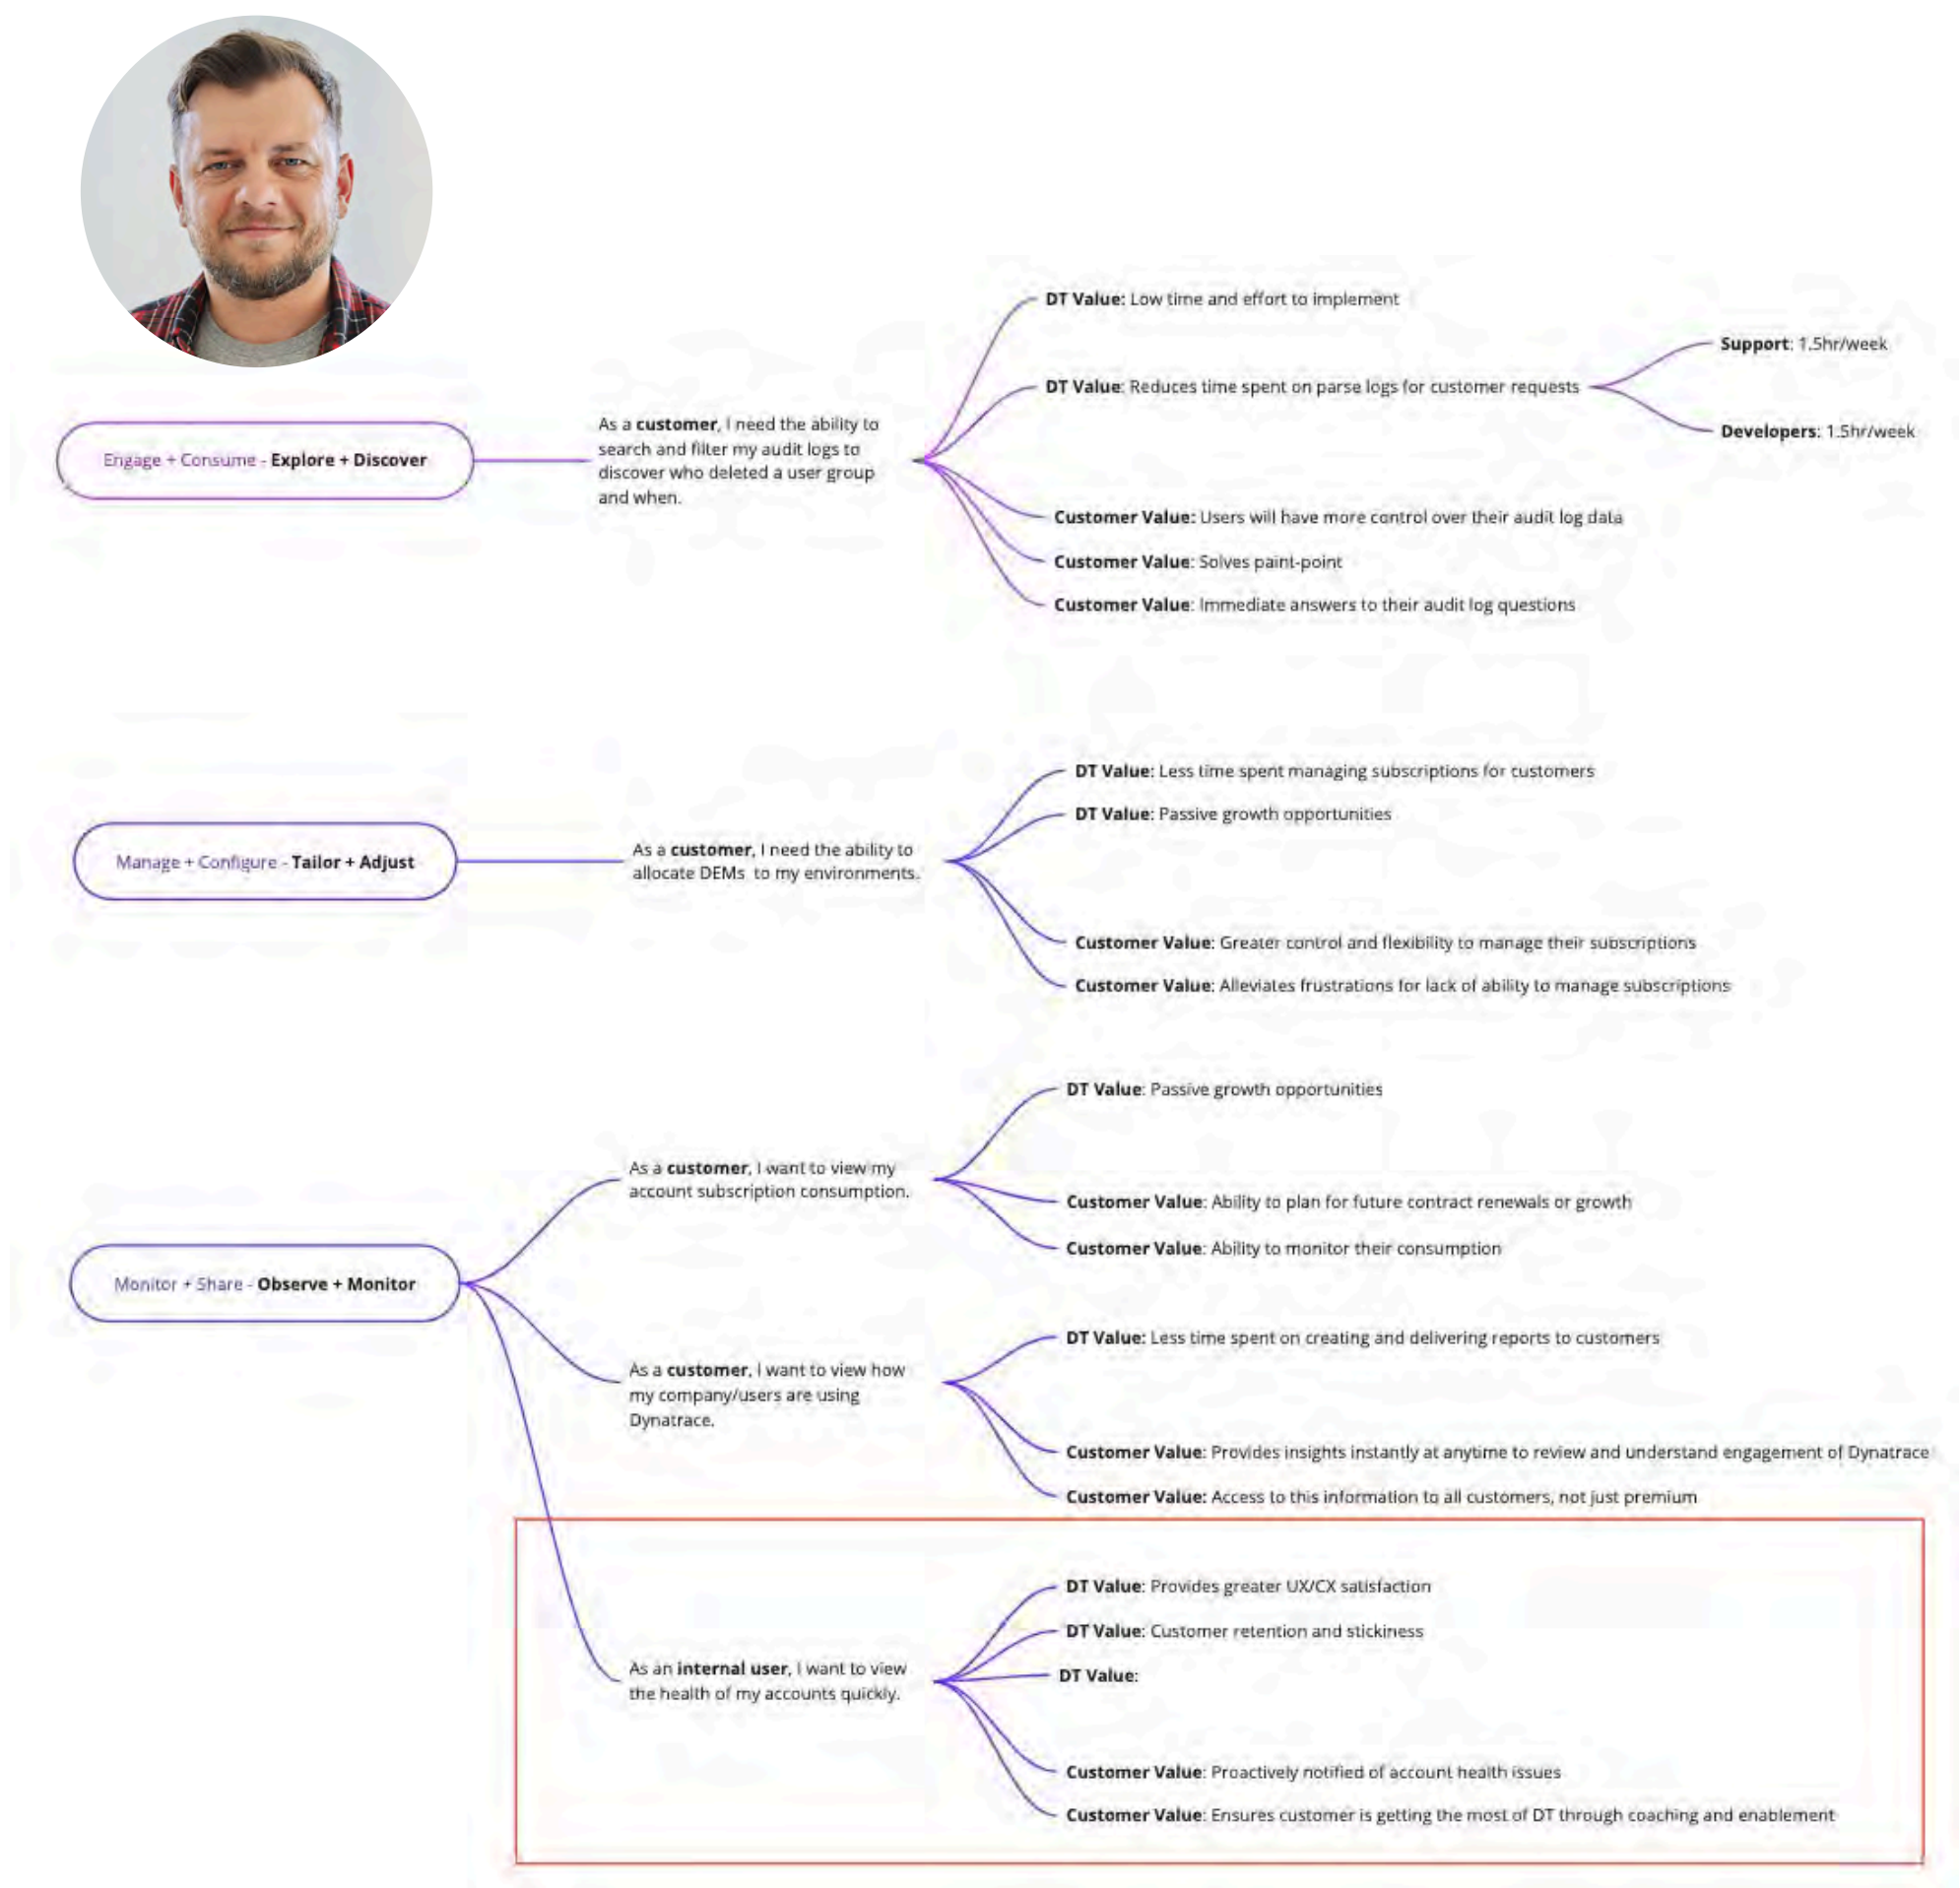 Engage + Consume - Explore + Discover
As a customer, I need the ability to
search and filter my audit logs to
discover who deleted a user group
and when.
DT Value: Low time and effort to implement
DT Value: Reduces time spent on parse logs for customer requests
Support: 1.5hr/week
Developers: 1.5hr/week
Customer Value: Users will have more control over their audit log data
Customer Value: Solves paint-point
Customer Value: Immediate answers to their audit log questions
Manage + Configure - Tailor + Adjust
As a customer, I need the ability to
allocate DEMs to my environments.
DT Value: Less time spent managing subscriptions for customers
DT Value: Passive growth opportunities
Customer Value: Greater control and flexibility to manage their subscriptions
Customer Value: Alleviates frustrations for lack of ability to manage subscriptions
Monitor + Share - Observe + Monitor
As a customer, I want to view my
account subscription consumption.
DT Value: Passive growth opportunities
Customer Value: Ability to plan for future contract renewals or growth
Customer Value: Ability to monitor their consumption
As a customer, I want to view how
my company/users are using
Dynatrace.
DT Value: Less time spent on creating and delivering reports to customers
Customer Value: Provides insights instantly at anytime to review and understand engagement of Dynatrace
Customer Value: Access to this information to all customers, not just premium
As an internal user, I want to view
the health of my accounts quickly.
DT Value: Provides greater UX/CX satisfaction
DT Value: Customer retention and stickiness
DT Value:
Customer Value: Proactively notified of account health issues
Customer Value: Ensures customer is getting the most of DT through coaching and enablement